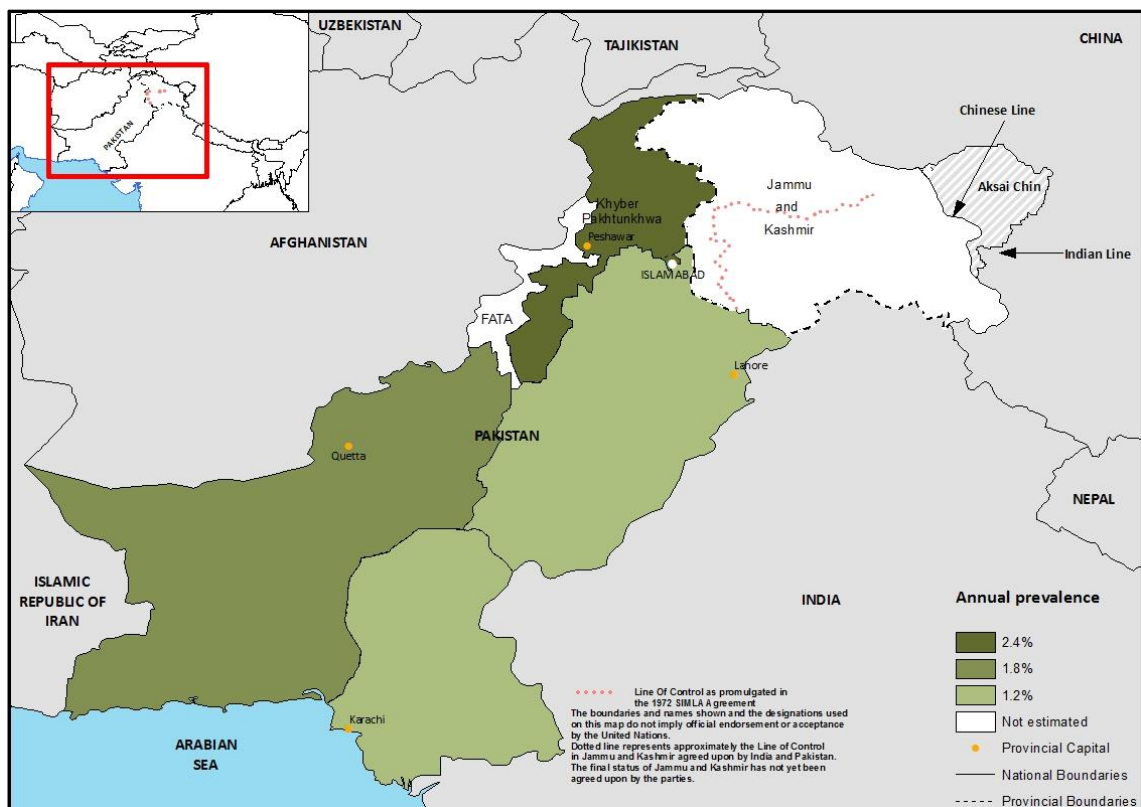 UZBEKISTAN
TAJIKISTAN
CHINA
PAKISTAN
Chinese Line
Aksai Chin
Jammu
and
Kashmir
Khyber
Pakhtunkhwa
Peshawar
AFGHANISTAN
Indian Line
ISLAMABAD
FATA
Lahore
PAKISTAN
Quetta
NEPAL
ISLAMIC
REPUBLIC OF
IRAN
INDIA
Annual prevalence
2.4%
1.8%
1.2%
Not estimated
Provincial Capital
National Boundaries
Provincial Boundaries
Karachi
ARABIAN
SEA
Line Of Control as promulgated in
the 1972 SIMLA Agreement
The boundaries and names shown and the designations used
on this map do not imply official endorsement or acceptance
by the United Nations.
Dotted line represents approximately the Line of Control
in Jammu and Kashmir agreed upon by India and Pakistan.
The final status of Jammu and Kashmir has not yet been
agreed upon by the parties.